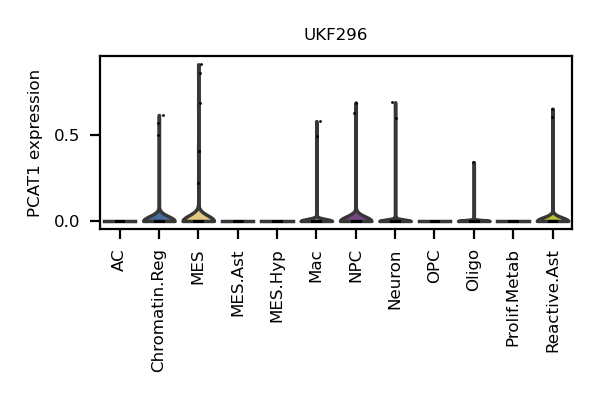 UKF296
PCAT1 expression
0.5
0.0
AC
Chromatin.Reg
MES
MES.Ast
MES.Hyp
Mac
NPC
Neuron
OPC
Oligo
Prolif.Metab
Reactive.Ast